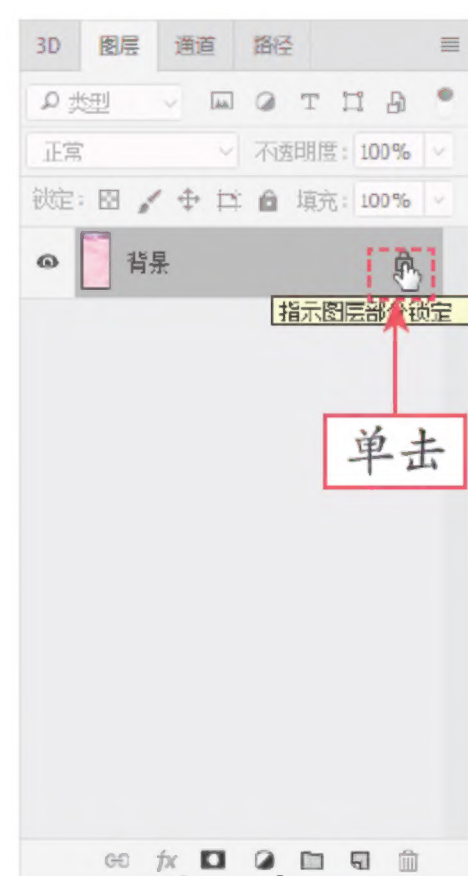 3D 图层 通道 路径
类型
正常 不透明度: 100%
锁定: 填充: 100%
背景
指示图层部分锁定
单击
fx